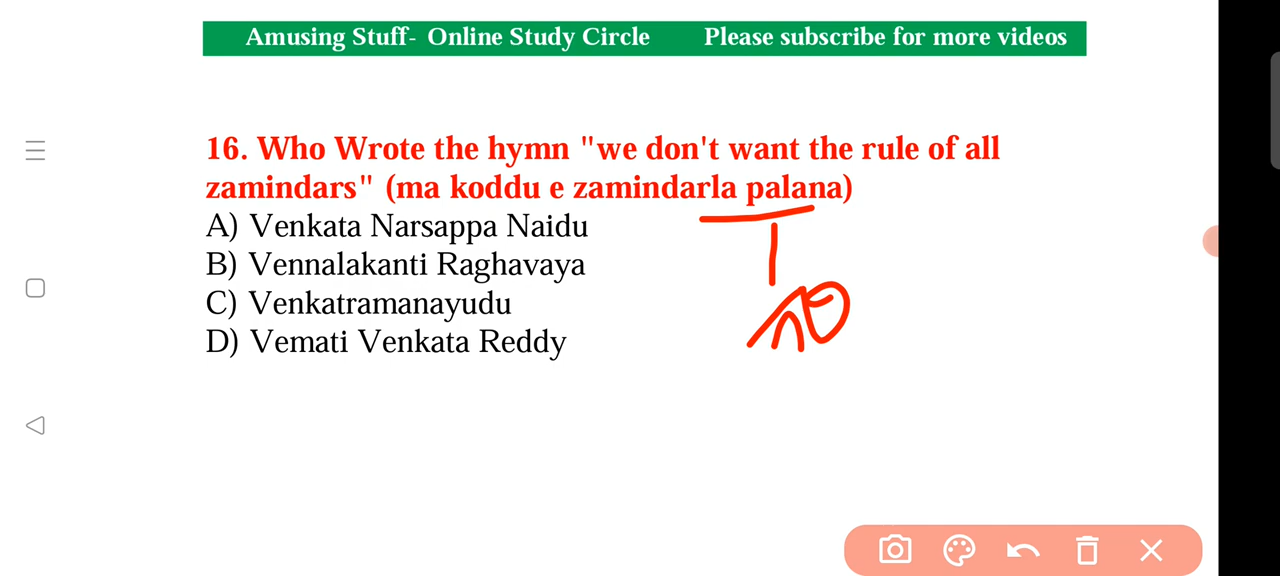 Amusing Stuff- Online Study Circle Please subscribe for more videos
16. Who Wrote the hymn "we don't want the rule of all
zamindars" (ma koddu e zamindarla palana)
A) Venkata Narsappa Naidu
B) Vennalakanti Raghavaya
C) Venkatramanayudu
D) Vemati Venkata Reddy